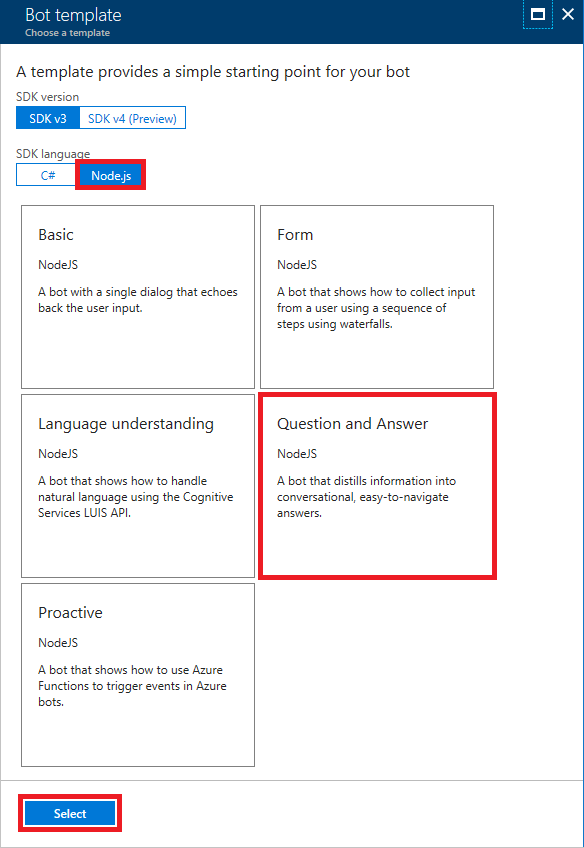 Bot template
Choose a template
A template provides a simple starting point for your bot
SDK version
SDK v3
SDK v4 (Preview)
SDK language
C#
Node.js
Basic
NodeJS
A bot with a single dialog that echoes
back the user input.
Form
NodeJS
A bot that shows how to collect input
from a user using a sequence of
steps using waterfalls.
Language understanding
NodeJS
A bot that shows how to handle
natural language using the Cognitive
Services LUIS API.
Question and Answer
NodeJS
A bot that distills information into
conversational, easy-to-navigate
answers.
Proactive
NodeJS
A bot that shows how to use Azure
Functions to trigger events in Azure
bots.
Select